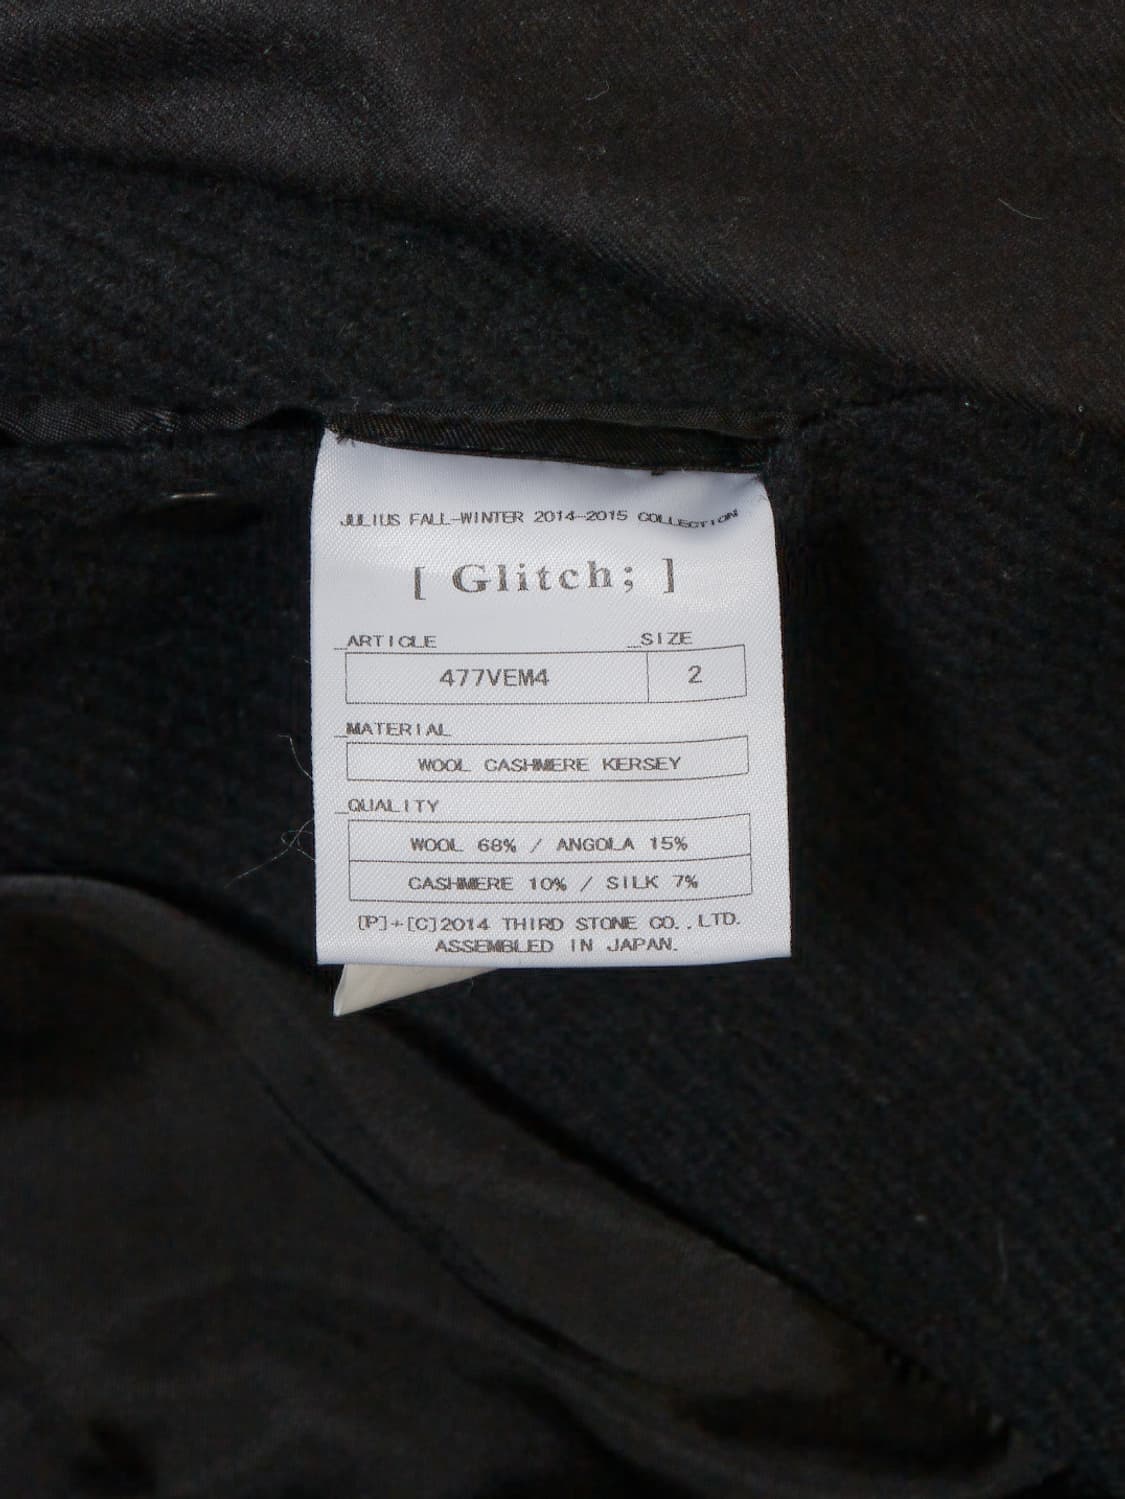 JULIUS FALL-WINTER 2014-2015 COLLECTION
[ Glitch; ]
_ARTICLE _SIZE
477VEM4 2
_MATERIAL
WOOL CASHMERE KERSEY
_QUALITY
WOOL 68% / ANGOLA 15%
CASHMERE 10% / SILK 7%
[P]+[C]2014 THIRD STONE CO.,LTD.
ASSEMBLED IN JAPAN.